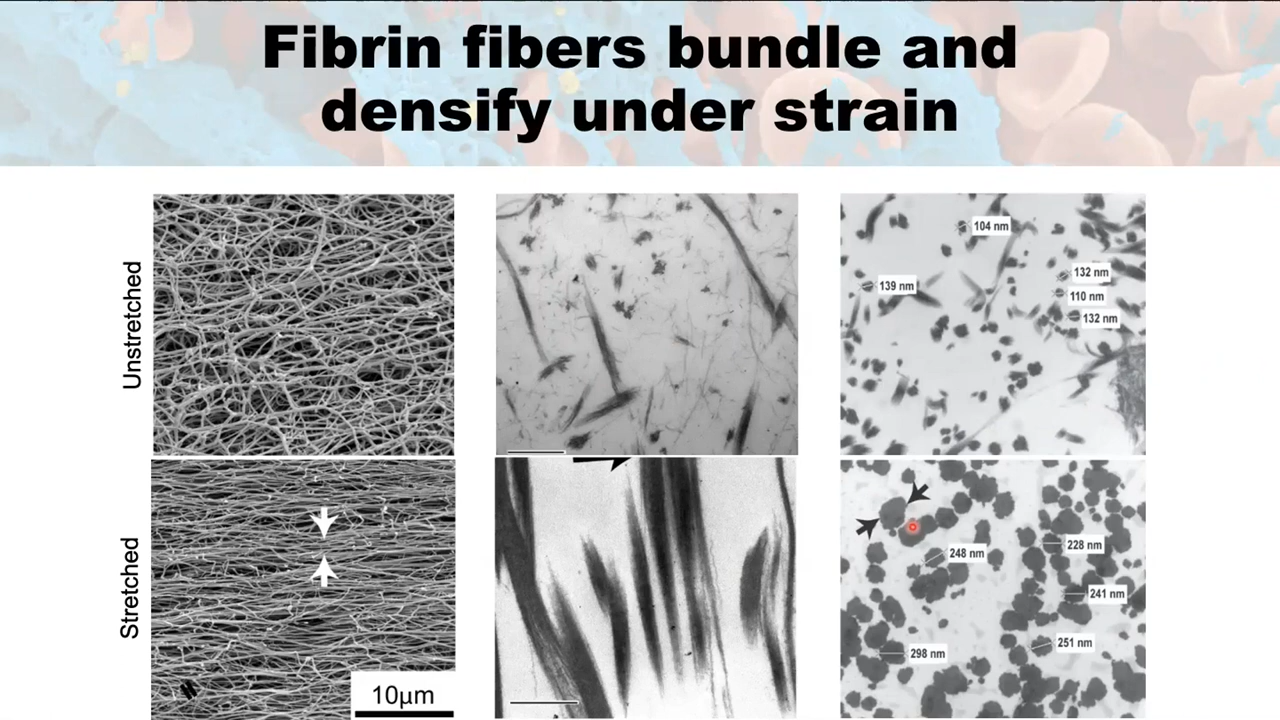 Fibrin fibers bundle and
densify under strain
Unstretched
104 nm
132 nm
139 nm
110 nm
132 nm
Stretched
248 nm
228 nm
241 nm
298 nm
251 nm
10μm